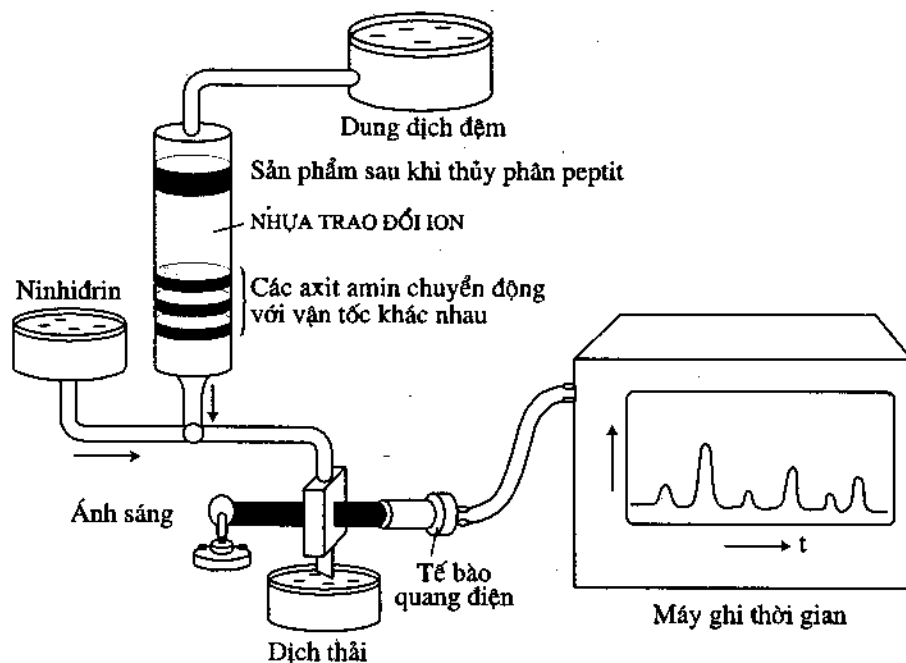 Dung dịch đệm
Sản phẩm sau khi thủy phân peptit
NHỰA TRAO ĐỔI ION
Ninhiđrin
Các axit amin chuyển động
với vận tốc khác nhau
Ánh sáng
t
Tế bào
quang điện
Máy ghi thời gian
Dịch thải